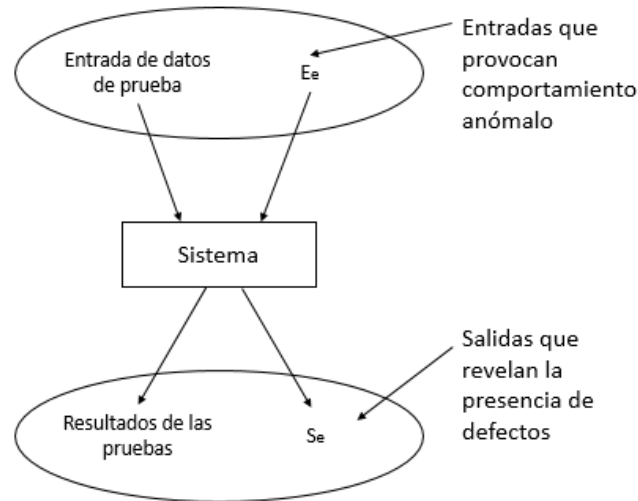 Entrada de datos
de prueba
Ee
Entradas que
provocan
comportamiento
anómalo
Sistema
Salidas que
revelan la
presencia de
defectos
Resultados de las
pruebas
Se